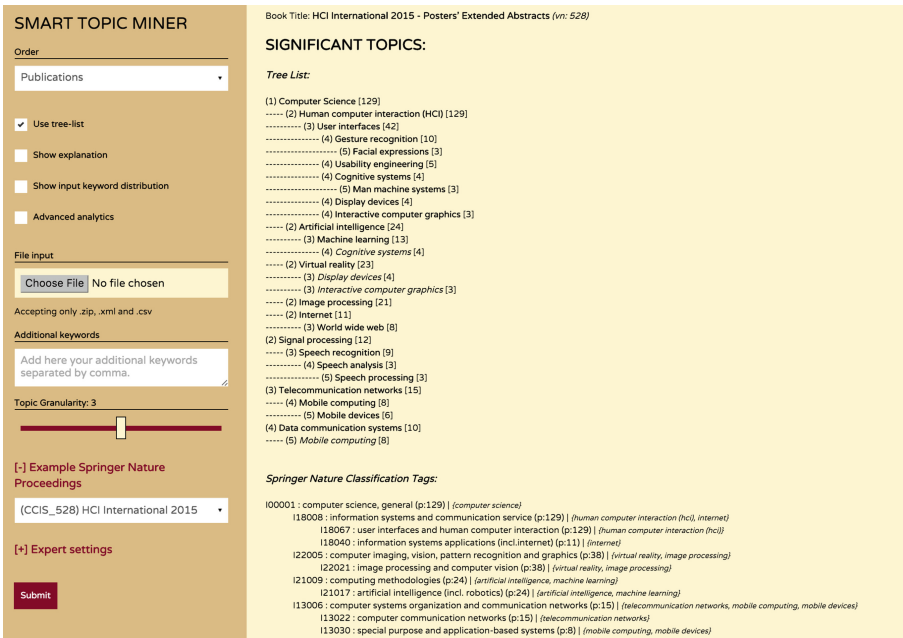 SMART TOPIC MINER
Order
Publications
Use tree-list
Show explanation
Show input keyword distribution
Advanced analytics
File input
Choose File No file chosen
Accepting only .zip, .xml and .csv
Additional keywords
Add here your additional keywords
separated by comma.
Topic Granularity: 3
[-] Example Springer Nature
Proceedings
(CCIS_528) HCI International 2015
[+] Expert settings
Submit
Book Title: HCI International 2015 - Posters' Extended Abstracts (vn: 528)
SIGNIFICANT TOPICS:
Tree List:
(1) Computer Science [129]
----- (2) Human computer interaction (HCI) [129]
---------- (3) User interfaces [42]
--------------- (4) Gesture recognition [10]
-------------------- (5) Facial expressions [3]
--------------- (4) Usability engineering [5]
--------------- (4) Cognitive systems [4]
-------------------- (5) Man machine systems [3]
--------------- (4) Display devices [4]
--------------- (4) Interactive computer graphics [3]
----- (2) Artificial intelligence [24]
---------- (3) Machine learning [13]
--------------- (4) Cognitive systems [4]
----- (2) Virtual reality [23]
---------- (3) Display devices [4]
---------- (3) Interactive computer graphics [3]
----- (2) Image processing [21]
----- (2) Internet [11]
---------- (3) World wide web [8]
(2) Signal processing [12]
----- (3) Speech recognition [9]
---------- (4) Speech analysis [3]
--------------- (5) Speech processing [3]
(3) Telecommunication networks [15]
----- (4) Mobile computing [8]
---------- (5) Mobile devices [6]
(4) Data communication systems [10]
----- (5) Mobile computing [8]
Springer Nature Classification Tags:
I00001 : computer science, general (p:129) | {computer science}
I18008 : information systems and communication service (p:129) | {human computer interaction (hci), internet}
I18067 : user interfaces and human computer interaction (p:129) | {human computer interaction (hci)}
I18040 : information systems applications (incl.internet) (p:11) | {internet}
I22005 : computer imaging, vision, pattern recognition and graphics (p:38) | {virtual reality, image processing}
I22021 : image processing and computer vision (p:38) | {virtual reality, image processing}
I21009 : computing methodologies (p:24) | {artificial intelligence, machine learning}
I21017 : artificial intelligence (incl. robotics) (p:24) | {artificial intelligence, machine learning}
I13006 : computer systems organization and communication networks (p:15) | {telecommunication networks, mobile computing, mobile devices}
I13022 : computer communication networks (p:15) | {telecommunication networks}
I13030 : special purpose and application-based systems (p:8) | {mobile computing, mobile devices}